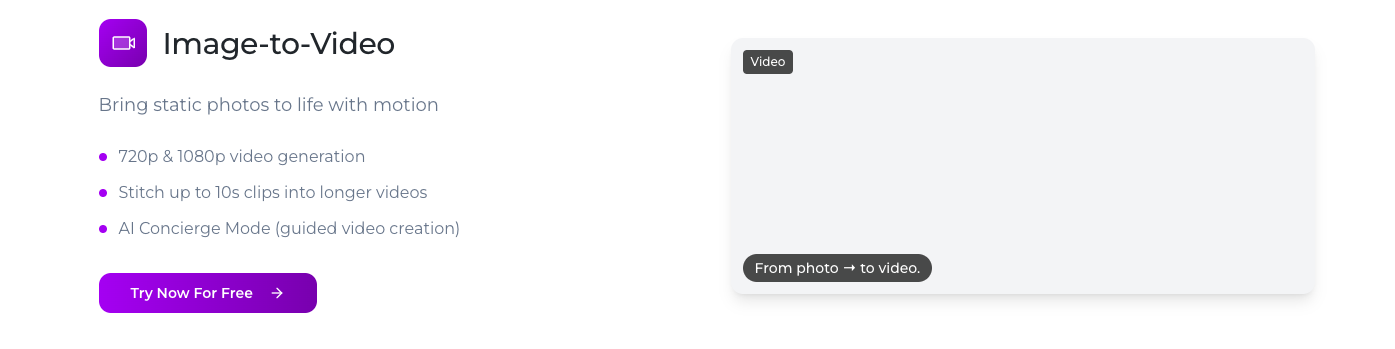 Image-to-Video
Bring static photos to life with motion
720p & 1080p video generation
Stitch up to 10s clips into longer videos
AI Concierge Mode (guided video creation)
Try Now For Free →
Video
From photo → to video.